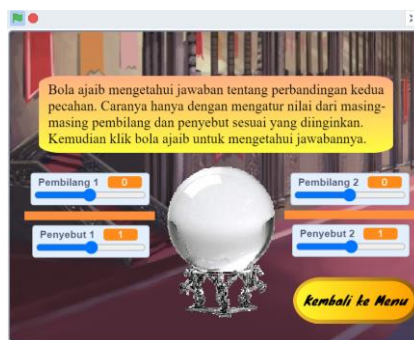 Bola ajaib mengetahui jawaban tentang perbandingan kedua
pecahan. Caranya hanya dengan mengatur nilai dari masing-
masing pembilang dan penyebut sesuai yang diinginkan.
Kemudian klik bola ajaib untuk mengetahui jawabannya.
Pembilang 1 0
Pembilang 2 0
Penyebut 1 1
Penyebut 2 1
Kembali ke Menu